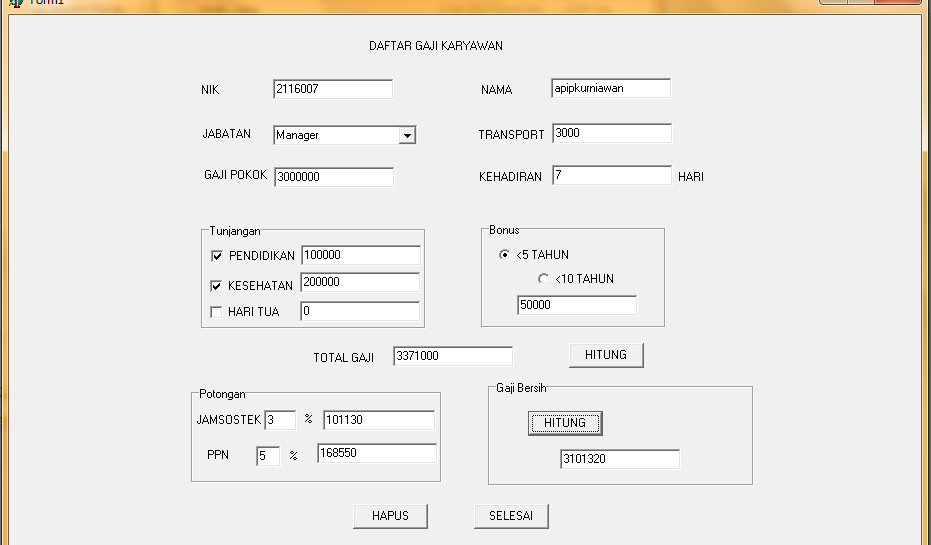 Form1
DAFTAR GAJI KARYAWAN
NIK 2116007 NAMA apipkurniawan
JABATAN Manager TRANSPORT 3000
GAJI POKOK 3000000 KEHADIRAN 7 HARI
Tunjangan
PENDIDIKAN 100000
KESEHATAN 200000
HARI TUA 0
Bonus
<5 TAHUN
<10 TAHUN
50000
TOTAL GAJI 3371000 HITUNG
Potongan
JAMSOSTEK 3 % 101130
PPN 5 % 168550
Gaji Bersih
HITUNG
3101320
HAPUS SELESAI